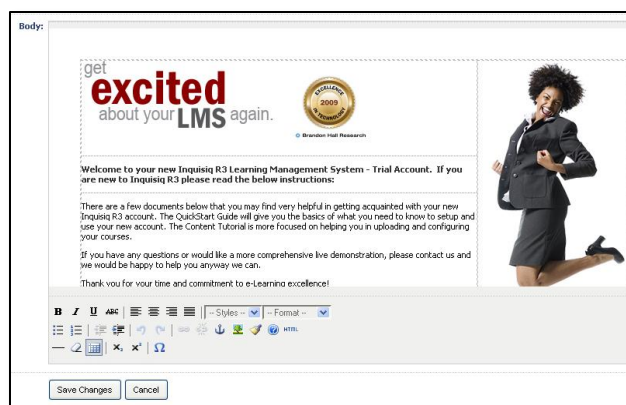 Body:
get
excited
about your LMS again.
EXCELLENCE
2009
IN TECHNOLOGY
Brandon Hall Research
Welcome to your new Inquisiq R3 Learning Management System - Trial Account. If you
are new to Inquisiq R3 please read the below instructions:
There are a few documents below that you may find very helpful in getting acquainted with your new
Inquisiq R3 account. The QuickStart Guide will give you the basics of what you need to know to setup and
use your new account. The Content Tutorial is more focused on helping you in uploading and configuring
your courses.
If you have any questions or would like a more comprehensive live demonstration, please contact us and
we would be happy to help you anyway we can.
Thank you for your time and commitment to e-Learning excellence!
B I U ABC -- Styles -- -- Format --
HTML
x₂ x² Ω
Save Changes Cancel